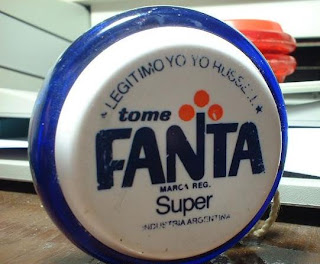 ★ LEGITIMO YO YO RUSSELL ★
tome
FANTA
MARCA REG.
Super
INDUSTRIA ARGENTINA